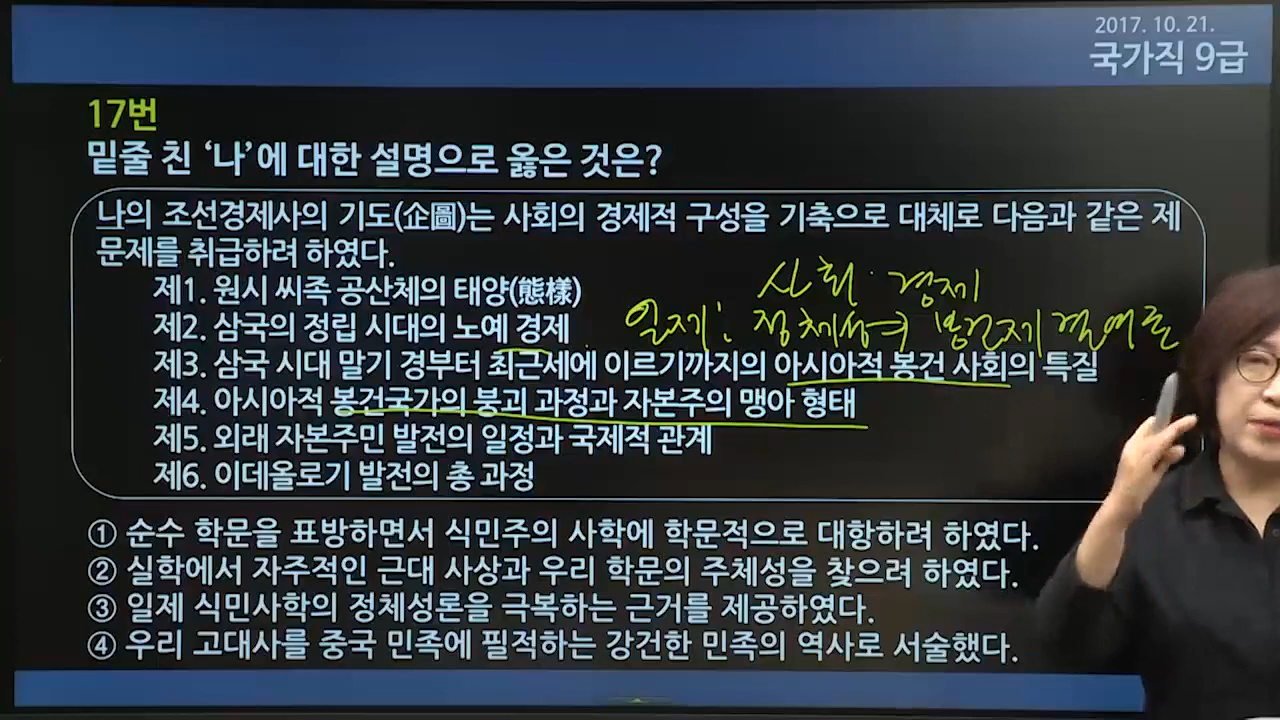 2017. 10. 21.
국가직 9급
17번
밑줄 친 ‘나’에 대한 설명으로 옳은 것은?
나의 조선경제사의 기도(企圖)는 사회의 경제적 구성을 기축으로 대체로 다음과 같은 제
문제를 취급하려 하였다.
제1. 원시 씨족 공산체의 태양(態樣)
사회·경제
제2. 삼국의 정립 시대의 노예 경제
일제: 정체성여 봉건제 결여론
제3. 삼국 시대 말기 경부터 최근세에 이르기까지의 아시아적 봉건 사회의 특질
제4. 아시아적 봉건국가의 붕괴 과정과 자본주의 맹아 형태
제5. 외래 자본주민 발전의 일정과 국제적 관계
제6. 이데올로기 발전의 총 과정
① 순수 학문을 표방하면서 식민주의 사학에 학문적으로 대항하려 하였다.
② 실학에서 자주적인 근대 사상과 우리 학문의 주체성을 찾으려 하였다.
③ 일제 식민사학의 정체성론을 극복하는 근거를 제공하였다.
④ 우리 고대사를 중국 민족에 필적하는 강건한 민족의 역사로 서술했다.